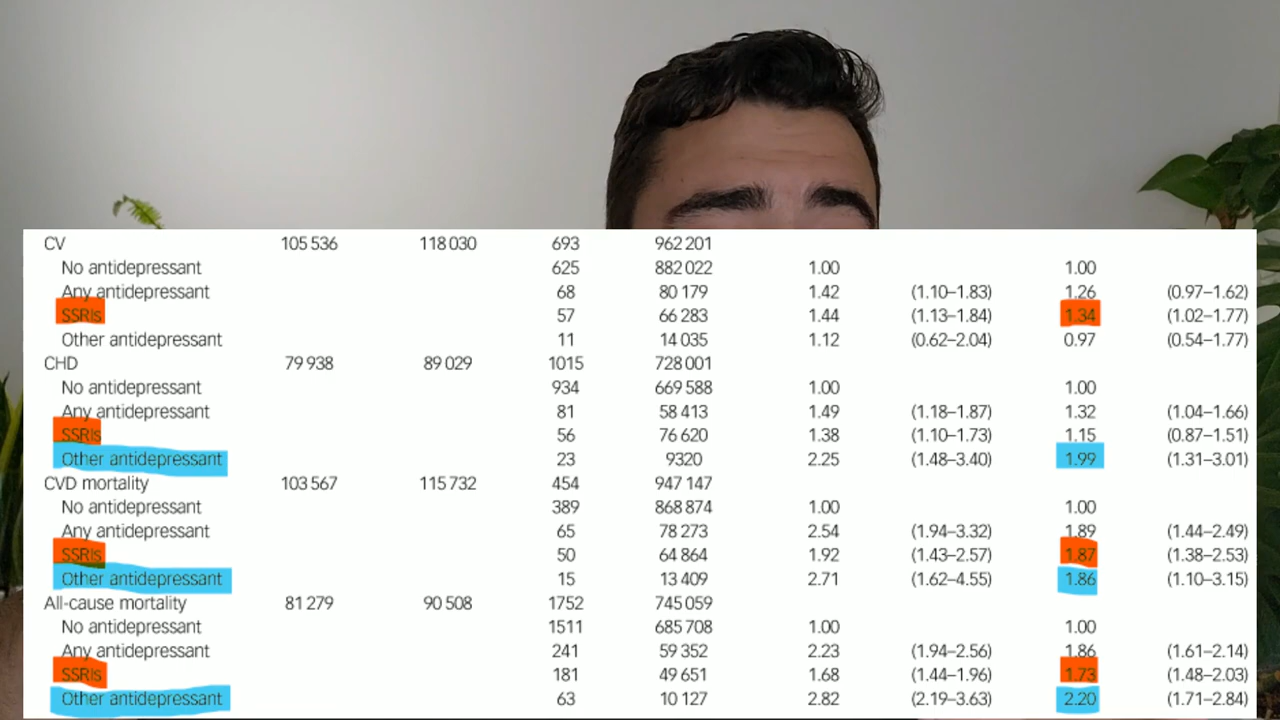 CV 105 536 118 030 693 962 201
No antidepressant 625 882 022 1.00 1.00
Any antidepressant 68 80 179 1.42 (1.10–1.83) 1.26 (0.97–1.62)
SSRIs 57 66 283 1.44 (1.13–1.84) 1.34 (1.02–1.77)
Other antidepressant 11 14 035 1.12 (0.62–2.04) 0.97 (0.54–1.77)
CHD 79 938 89 029 1015 728 001
No antidepressant 934 669 588 1.00 1.00
Any antidepressant 81 58 413 1.49 (1.18–1.87) 1.32 (1.04–1.66)
SSRIs 56 76 620 1.38 (1.10–1.73) 1.15 (0.87–1.51)
Other antidepressant 23 9320 2.25 (1.48–3.40) 1.99 (1.31–3.01)
CVD mortality 103 567 115 732 454 947 147
No antidepressant 389 868 874 1.00 1.00
Any antidepressant 65 78 273 2.54 (1.94–3.32) 1.89 (1.44–2.49)
SSRIs 50 64 864 1.92 (1.43–2.57) 1.87 (1.38–2.53)
Other antidepressant 15 13 409 2.71 (1.62–4.55) 1.86 (1.10–3.15)
All-cause mortality 81 279 90 508 1752 745 059
No antidepressant 1511 685 708 1.00 1.00
Any antidepressant 241 59 352 2.23 (1.94–2.56) 1.86 (1.61–2.14)
SSRIs 181 49 651 1.68 (1.44–1.96) 1.73 (1.48–2.03)
Other antidepressant 63 10 127 2.82 (2.19–3.63) 2.20 (1.71–2.84)